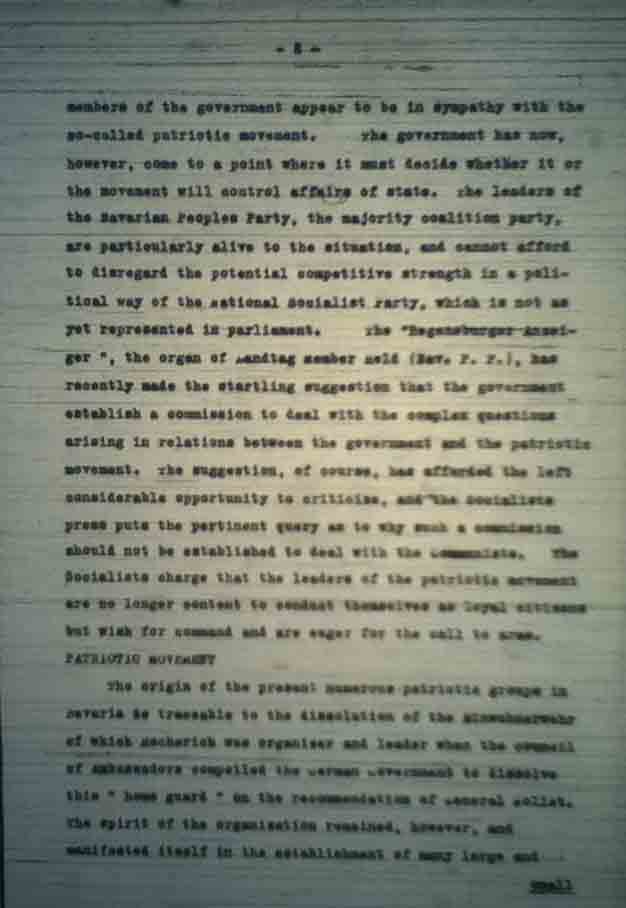 members of the government appear to be in sympathy with the
so-called patriotic movement. The government has now,
however, come to a point where it must decide whether it or
the movement will control affairs of state. The leaders of
the Bavarian Peoples Party, the majority coalition party,
are particularly alive to the situation, and cannot afford
to disregard the potential competitive strength in a poli-
tical way of the National Socialist Party, which is not as
yet represented in parliament. The "Regensburger Anzei-
ger ", the organ of Landtag member Held (Bav. P. P.), has
recently made the startling suggestion that the government
establish a commission to deal with the complex questions
arising in relations between the government and the patriotic
movement. The suggestion, of course, has afforded the left
considerable opportunity to criticise, and the Socialists
press puts the pertinent query as to why such a commission
should not be established to deal with the Communists. The
Socialists charge that the leaders of the patriotic movement
are no longer content to conduct themselves as loyal citizens
but wish for command and are eager for the call to arms.
PATRIOTIC MOVEMENT
The origin of the present numerous patriotic groups in
Bavaria is traceable to the dissolution of the Einwohnerwehr
of which Escherich was organiser and leader when the council
of ambassadors compelled the German Government to dissolve
this " home guard " on the recommendation of General Nollet.
The spirit of the organisation remained, however, and
manifested itself in the establishment of many large and
small